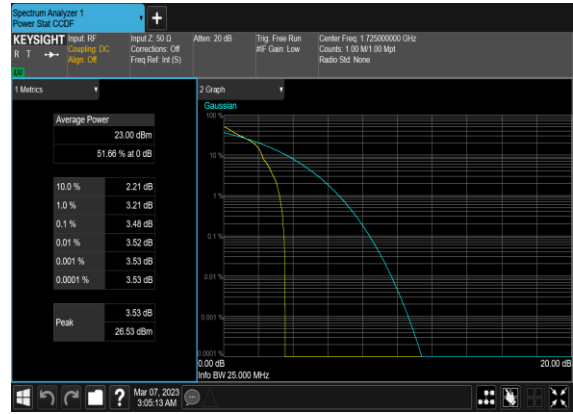 Spectrum Analyzer 1
Power Stat CCDF
+
KEYSIGHT
R T
LXI
Input: RF
Coupling: DC
Align: Off
Input Z: 50 Ω
Corrections: Off
Freq Ref: Int (S)
Atten: 20 dB
Trig: Free Run
#IF Gain: Low
Center Freq: 1.725000000 GHz
Counts: 1.00 M/1.00 Mpt
Radio Std: None
1 Metrics
Average Power
23.00 dBm
51.66 % at 0 dB
10.0 % 2.21 dB
1.0 % 3.21 dB
0.1 % 3.48 dB
0.01 % 3.52 dB
0.001 % 3.53 dB
0.0001 % 3.53 dB
Peak
3.53 dB
26.53 dBm
2 Graph
Gaussian
100 %
10 %
1 %
0.1 %
0.01 %
0.001 %
0.0001 %
0.00 dB
20.00 dB
Info BW 25.000 MHz
?
Mar 07, 2023
3:05:13 AM